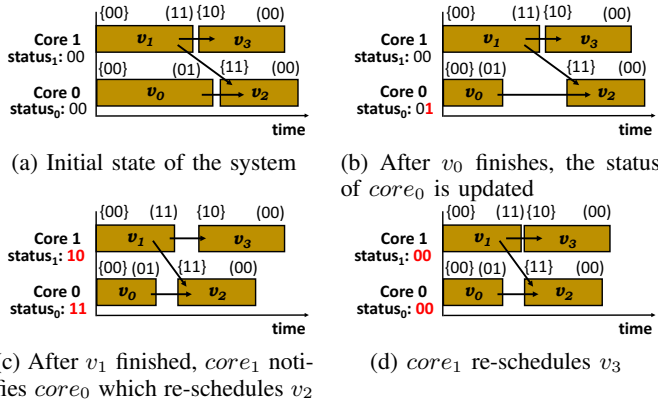 {00} (11) {10} (00)
Core 1
status1: 00
v1 v3
{00} (01) {11} (00)
Core 0
status0: 00
v0 v2
time
(a) Initial state of the system
{00} (11) {10} (00)
Core 1
status1: 00
v1 v3
{00} (01) {11} (00)
Core 0
status0: 01
v0 v2
time
(b) After v0 finishes, the status
of core0 is updated
{00} (11) {10} (00)
Core 1
status1: 10
v1 v3
{00} (01) {11} (00)
Core 0
status0: 11
v0 v2
time
(c) After v1 finished, core1 noti-
fies core0 which re-schedules v2
{00} (11) {10} (00)
Core 1
status1: 00
v1 v3
{00} (01) {11} (00)
Core 0
status0: 00
v0 v2
time
(d) core1 re-schedules v3